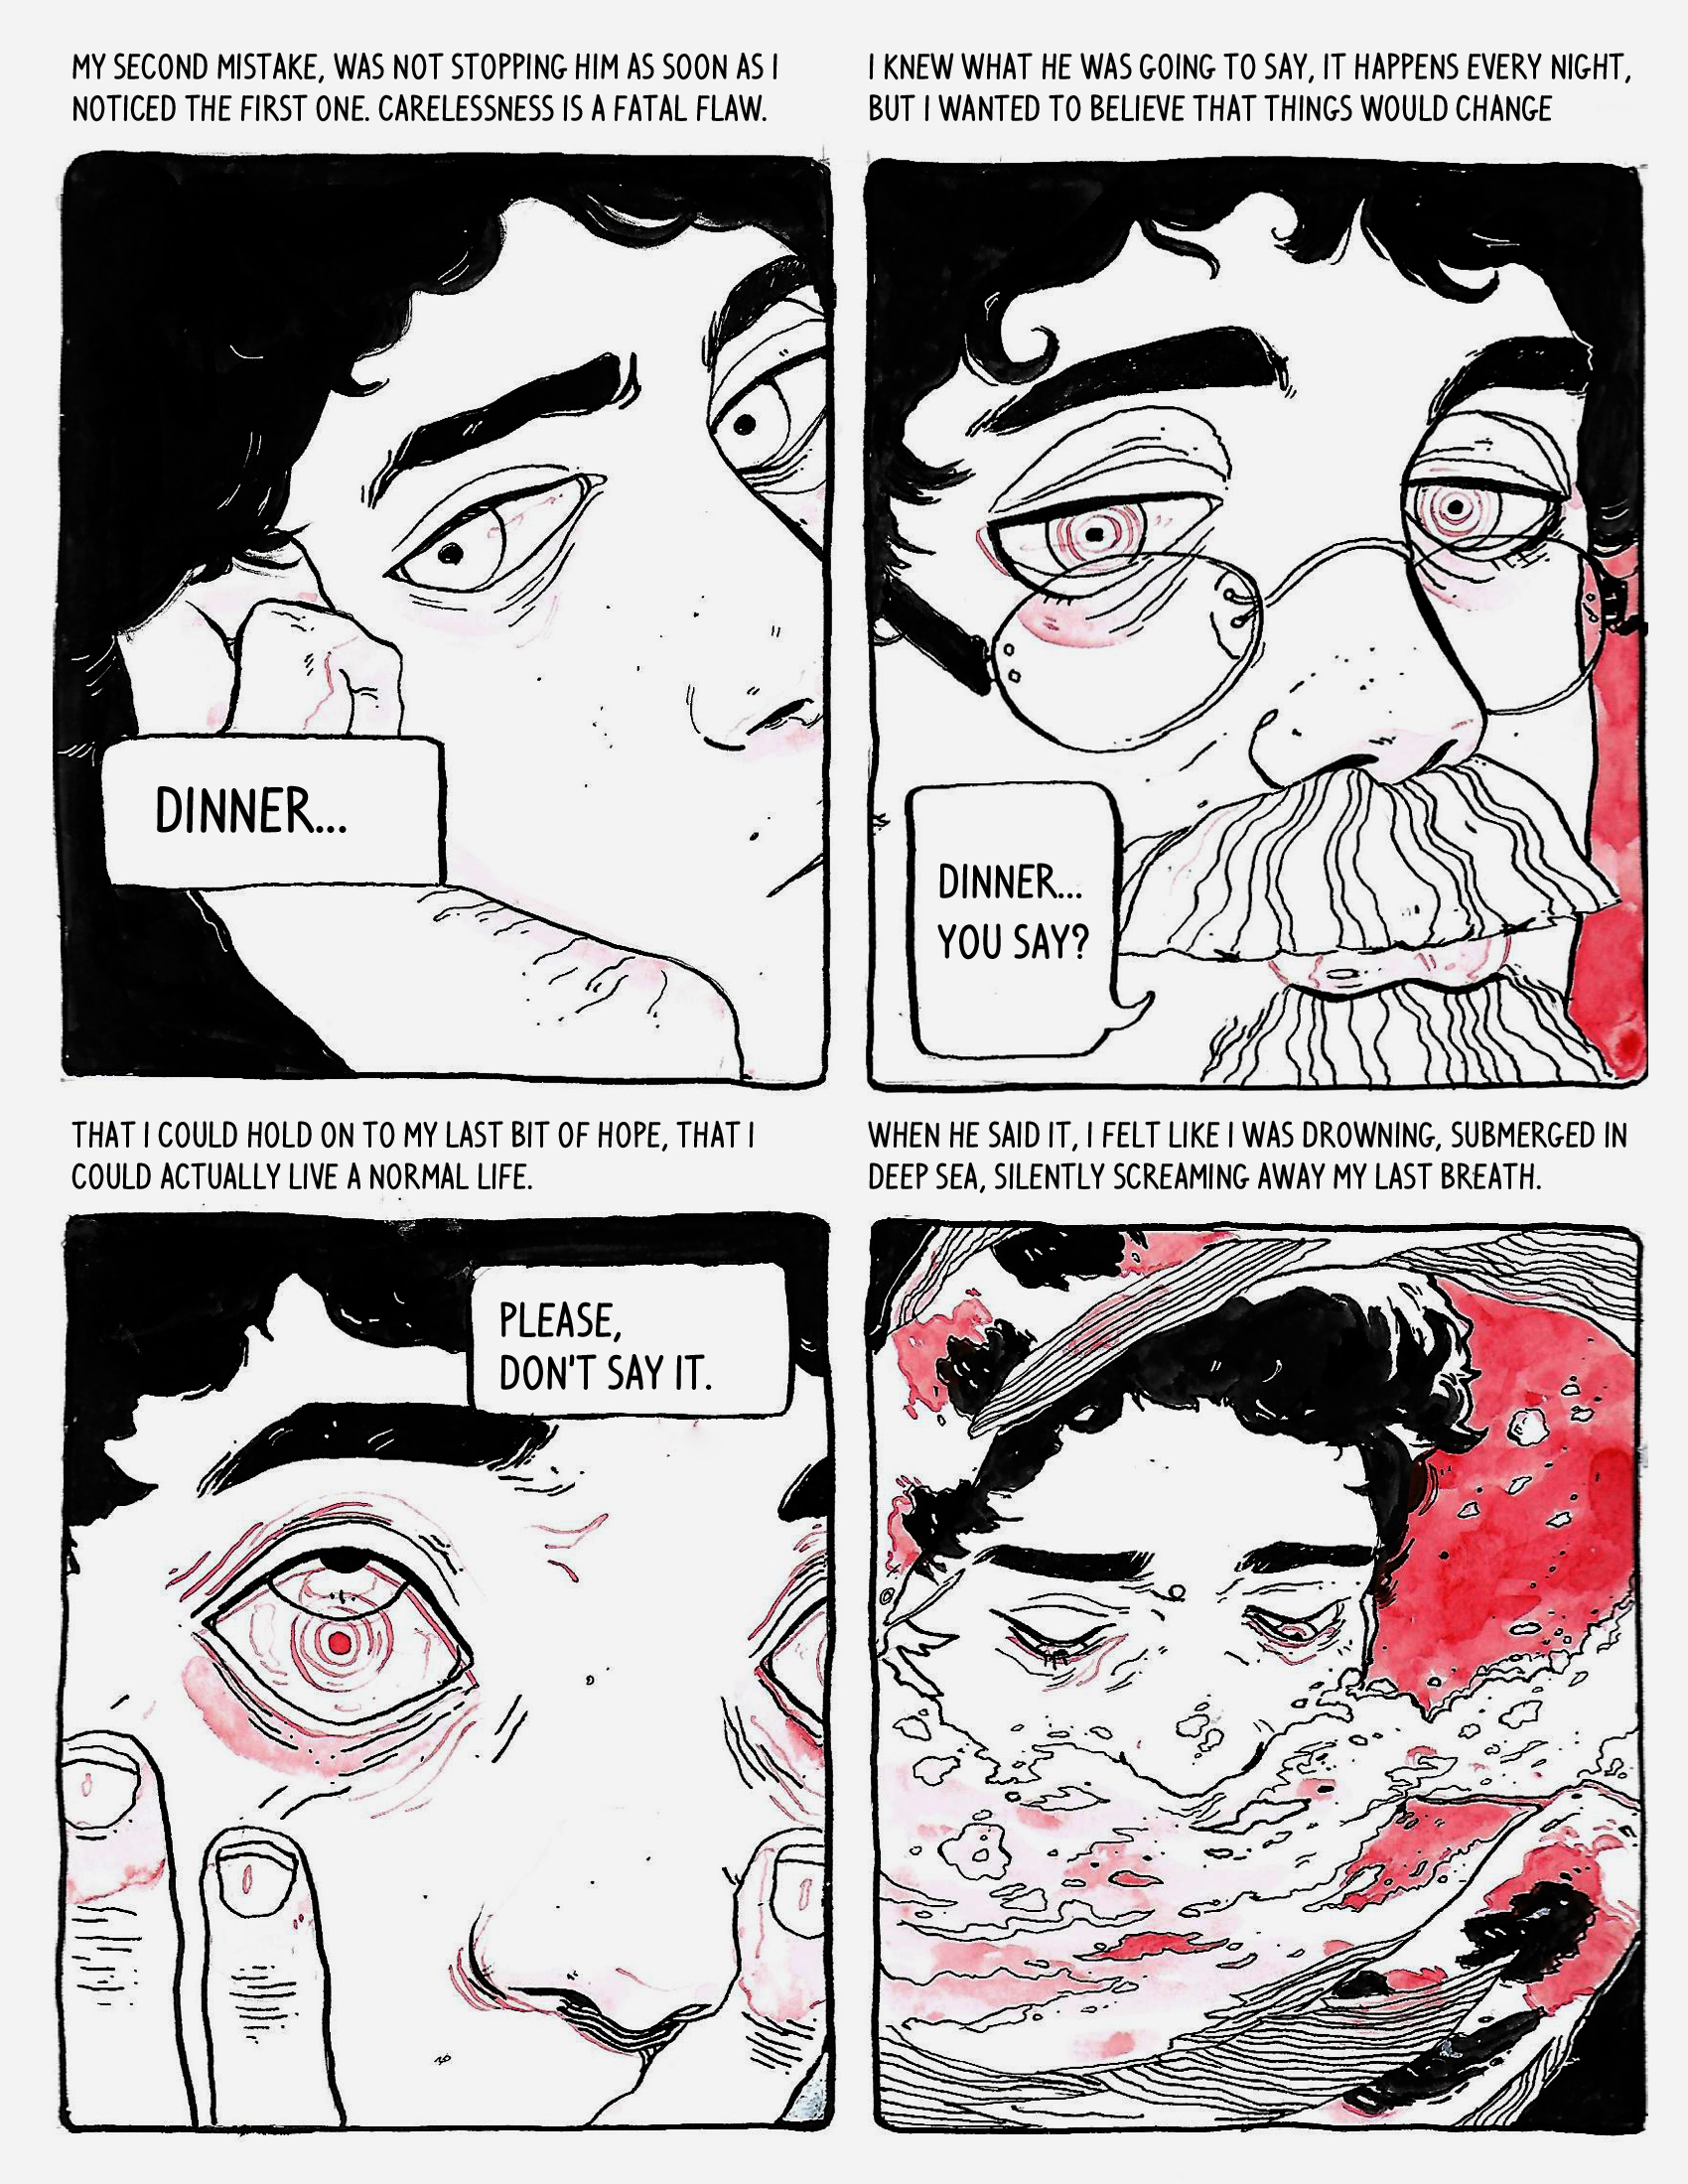 MY SECOND MISTAKE, WAS NOT STOPPING HIM AS SOON AS I
NOTICED THE FIRST ONE. CARELESSNESS IS A FATAL FLAW.
I KNEW WHAT HE WAS GOING TO SAY, IT HAPPENS EVERY NIGHT,
BUT I WANTED TO BELIEVE THAT THINGS WOULD CHANGE
DINNER...
DINNER...
YOU SAY?
THAT I COULD HOLD ON TO MY LAST BIT OF HOPE, THAT I
COULD ACTUALLY LIVE A NORMAL LIFE.
WHEN HE SAID IT, I FELT LIKE I WAS DROWNING, SUBMERGED IN
DEEP SEA, SILENTLY SCREAMING AWAY MY LAST BREATH.
PLEASE,
DON'T SAY IT.